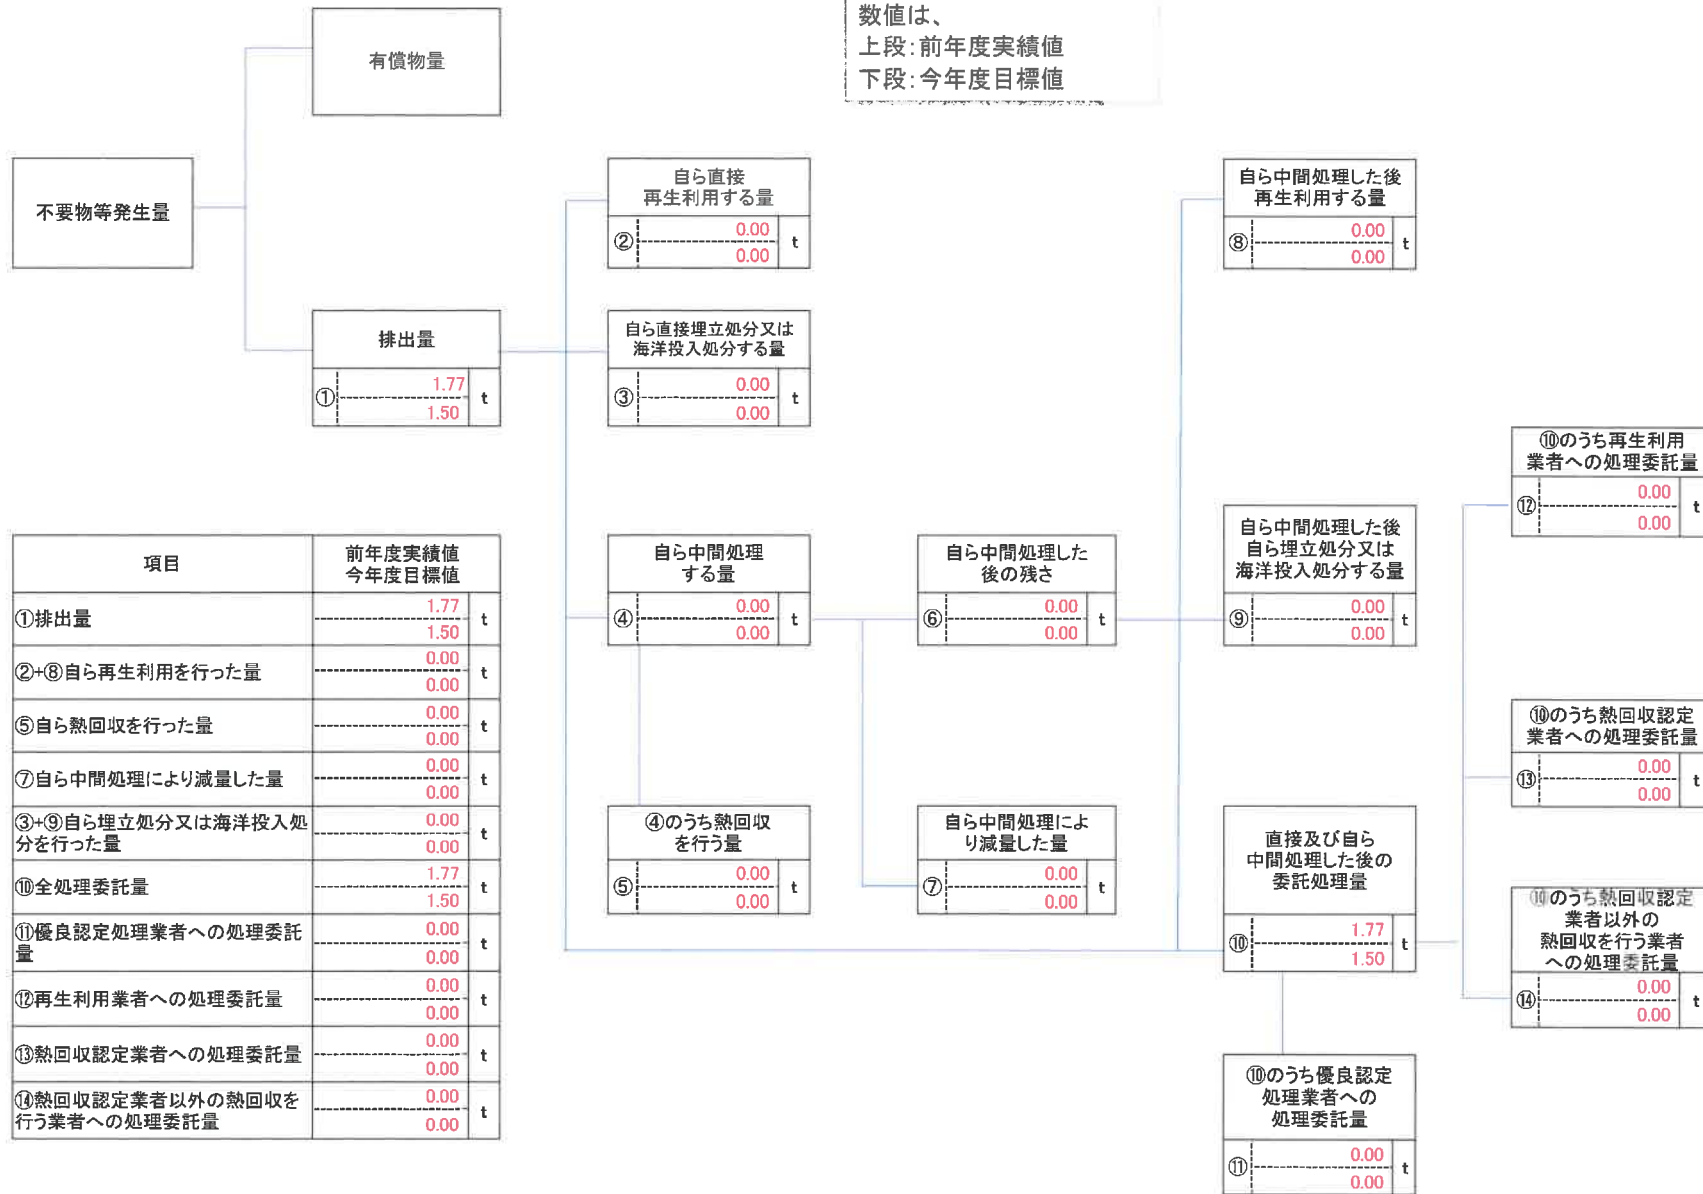 数値は、
上段:前年度実績値
下段:今年度目標値
有償物量
不要物等発生量
排出量
①
1.77
1.50
t
自ら直接
再生利用する量
②
0.00
0.00
t
自ら直接埋立処分又は
海洋投入処分する量
③
0.00
0.00
t
自ら中間処理した後
再生利用する量
⑧
0.00
0.00
t
自ら中間処理
する量
④
0.00
0.00
t
自ら中間処理した
後の残さ
⑥
0.00
0.00
t
自ら中間処理した後
自ら埋立処分又は
海洋投入処分する量
⑨
0.00
0.00
t
④のうち熱回収
を行う量
⑤
0.00
0.00
t
自ら中間処理によ
り減量した量
⑦
0.00
0.00
t
直接及び自ら
中間処理した後の
委託処理量
⑩
1.77
1.50
t
⑩のうち優良認定
処理業者への
処理委託量
⑪
0.00
0.00
t
⑩のうち再生利用
業者への処理委託量
⑫
0.00
0.00
t
⑩のうち熱回収認定
業者への処理委託量
⑬
0.00
0.00
t
⑩のうち熱回収認定
業者以外の
熱回収を行う業者
への処理委託量
⑭
0.00
0.00
t
項目
前年度実績値
今年度目標値
①排出量
1.77
1.50
t
②+⑧自ら再生利用を行った量
0.00
0.00
t
⑤自ら熱回収を行った量
0.00
0.00
t
⑦自ら中間処理により減量した量
0.00
0.00
t
③+⑨自ら埋立処分又は海洋投入処
分を行った量
0.00
0.00
t
⑩全処理委託量
1.77
1.50
t
⑪優良認定処理業者への処理委託
量
0.00
0.00
t
⑫再生利用業者への処理委託量
0.00
0.00
t
⑬熱回収認定業者への処理委託量
0.00
0.00
t
⑭熱回収認定業者以外の熱回収を
行う業者への処理委託量
0.00
0.00
t